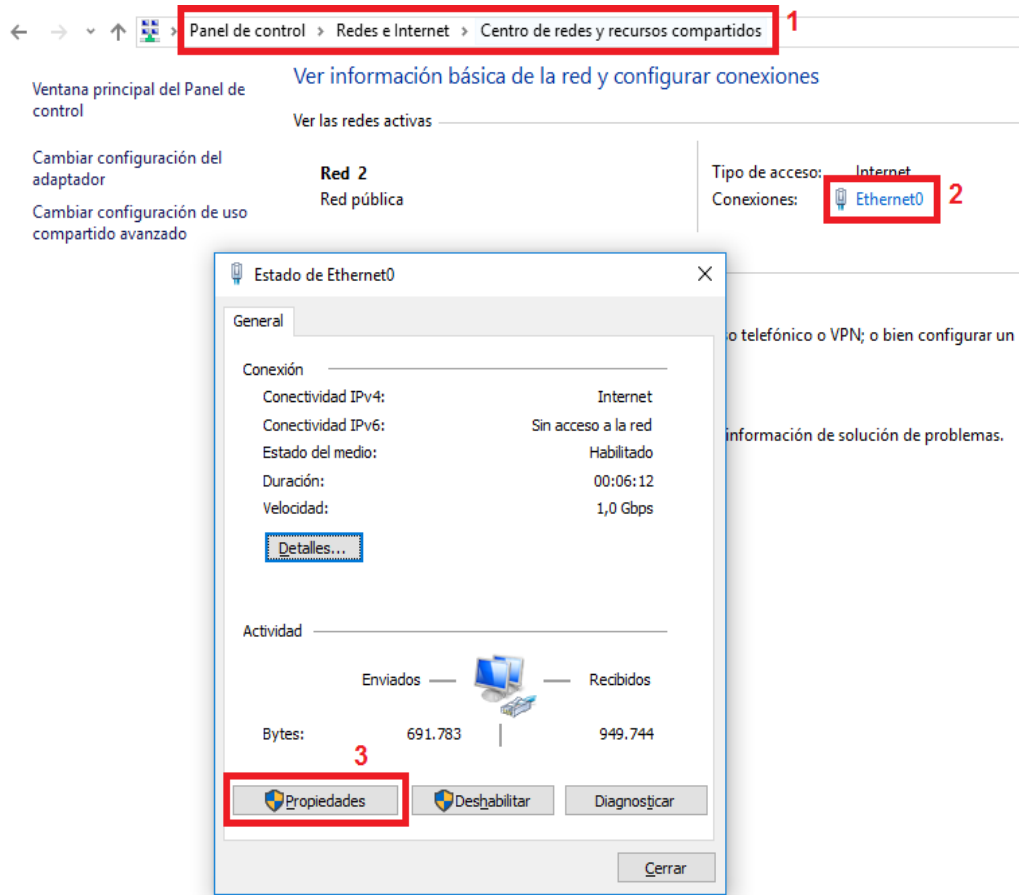 Panel de control > Redes e Internet > Centro de redes y recursos compartidos
1
Ventana principal del Panel de
control
Cambiar configuración del
adaptador
Cambiar configuración de uso
compartido avanzado
Ver información básica de la red y configurar conexiones
Ver las redes activas
Red 2
Red pública
Tipo de acceso: Internet
Conexiones: Ethernet0
2
o telefónico o VPN; o bien configurar un
información de solución de problemas.
Estado de Ethernet0
General
Conexión
Conectividad IPv4: Internet
Conectividad IPv6: Sin acceso a la red
Estado del medio: Habilitado
Duración: 00:06:12
Velocidad: 1,0 Gbps
Detalles...
Actividad
Enviados Recibidos
Bytes: 691.783 949.744
3
Propiedades Deshabilitar Diagnosticar
Cerrar